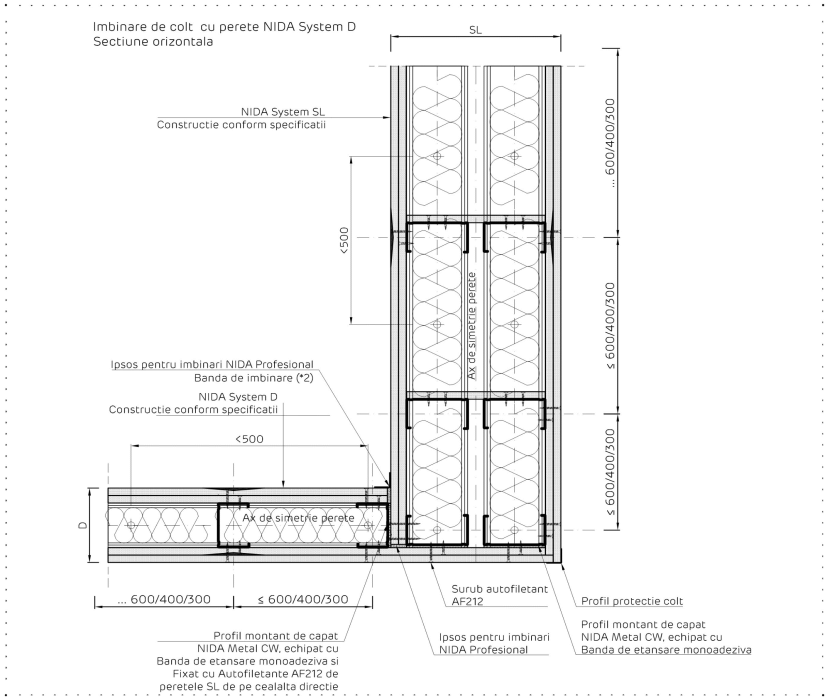 Imbinare de colt cu perete NIDA System D
Sectiune orizontala
SL
NIDA System SL
Constructie conform specificatii
... 600/400/300
<500
Ax de simetrie perete
≤ 600/400/300
Ipsos pentru imbinari NIDA Profesional
Banda de imbinare (*2)
NIDA System D
Constructie conform specificatii
<500
≤ 600/400/300
D
Ax de simetrie perete
... 600/400/300
≤ 600/400/300
Surub autofiletant
AF212
Profil protectie colt
Profil montant de capat
NIDA Metal CW, echipat cu
Banda de etansare monoadeziva si
Fixat cu Autofiletante AF212 de
peretele SL de pe cealalta directie
Ipsos pentru imbinari
NIDA Profesional
Profil montant de capat
NIDA Metal CW, echipat cu
Banda de etansare monoadeziva